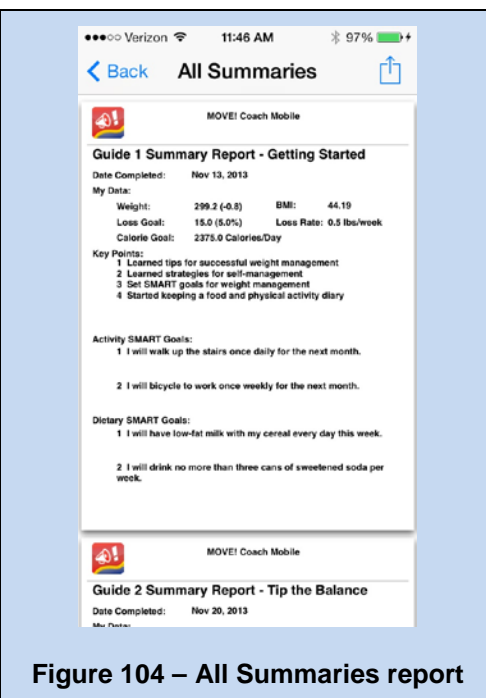 Verizon 11:46 AM 97%
Back All Summaries
MOVE! Coach Mobile
Guide 1 Summary Report - Getting Started
Date Completed: Nov 13, 2013
My Data:
Weight: 299.2 (-0.8) BMI: 44.19
Loss Goal: 15.0 (5.0%) Loss Rate: 0.5 lbs/week
Calorie Goal: 2375.0 Calories/Day
Key Points:
1 Learned tips for successful weight management
2 Learned strategies for self-management
3 Set SMART goals for weight management
4 Started keeping a food and physical activity diary
Activity SMART Goals:
1 I will walk up the stairs once daily for the next month.
2 I will bicycle to work once weekly for the next month.
Dietary SMART Goals:
1 I will have low-fat milk with my cereal every day this week.
2 I will drink no more than three cans of sweetened soda per
week.
MOVE! Coach Mobile
Guide 2 Summary Report - Tip the Balance
Date Completed: Nov 20, 2013
My Data:
Figure 104 – All Summaries report